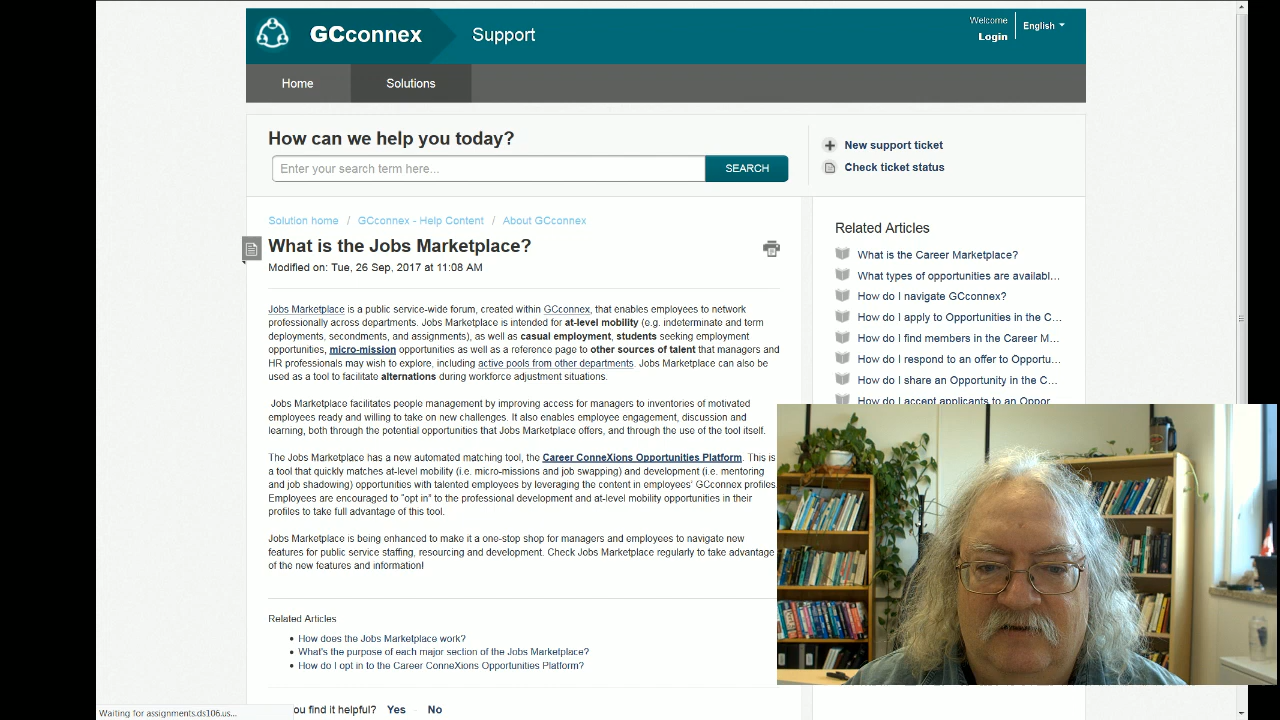 GCconnex
Support
Welcome
Login
English
Home
Solutions
How can we help you today?
Enter your search term here...
SEARCH
New support ticket
Check ticket status
Solution home / GCconnex - Help Content / About GCconnex
What is the Jobs Marketplace?
Modified on: Tue, 26 Sep, 2017 at 11:08 AM
Jobs Marketplace is a public service-wide forum, created within GCconnex, that enables employees to network
professionally across departments. Jobs Marketplace is intended for at-level mobility (e.g. indeterminate and term
deployments, secondments, and assignments), as well as casual employment, students seeking employment
opportunities, micro-mission opportunities as well as a reference page to other sources of talent that managers and
HR professionals may wish to explore, including active pools from other departments. Jobs Marketplace can also be
used as a tool to facilitate alternations during workforce adjustment situations.
Jobs Marketplace facilitates people management by improving access for managers to inventories of motivated
employees ready and willing to take on new challenges. It also enables employee engagement, discussion and
learning, both through the potential opportunities that Jobs Marketplace offers, and through the use of the tool itself.
The Jobs Marketplace has a new automated matching tool, the Career ConneXions Opportunities Platform. This is
a tool that quickly matches at-level mobility (i.e. micro-missions and job swapping) and development (i.e. mentoring
and job shadowing) opportunities with talented employees by leveraging the content in employees' GCconnex profiles.
Employees are encouraged to "opt in" to the professional development and at-level mobility opportunities in their
profiles to take full advantage of this tool.
Jobs Marketplace is being enhanced to make it a one-stop shop for managers and employees to navigate new
features for public service staffing, resourcing and development. Check Jobs Marketplace regularly to take advantage
of the new features and information!
Related Articles
How does the Jobs Marketplace work?
What's the purpose of each major section of the Jobs Marketplace?
How do I opt in to the Career ConneXions Opportunities Platform?
you find it helpful? Yes No
Related Articles
What is the Career Marketplace?
What types of opportunities are availabl...
How do I navigate GCconnex?
How do I apply to Opportunities in the C...
How do I find members in the Career M...
How do I respond to an offer to Opportu...
How do I share an Opportunity in the C...
How do I accept applicants to an Oppor
Waiting for assignments.ds106.us...